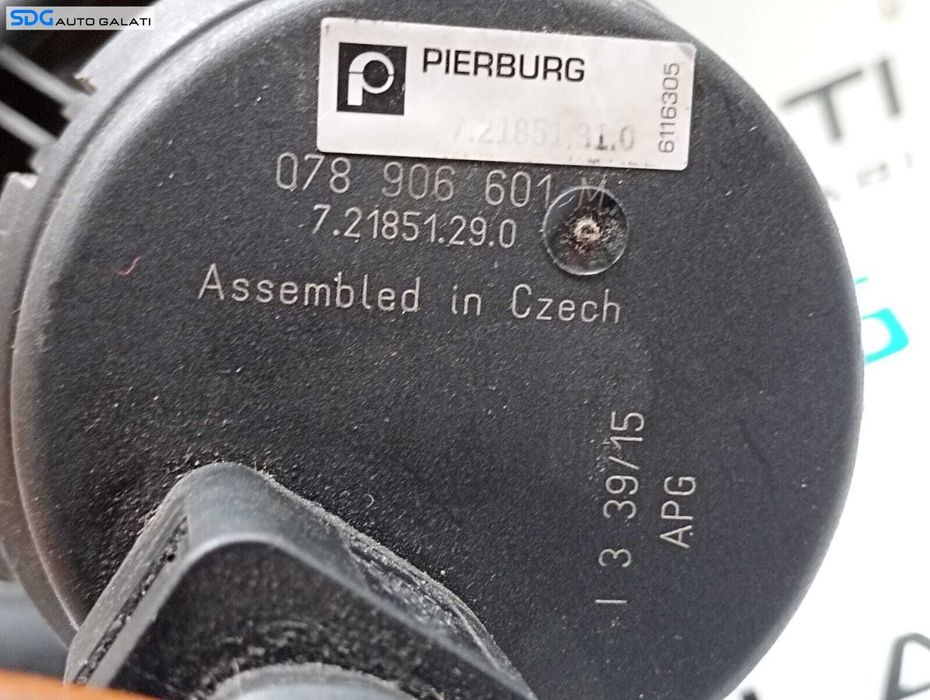 SDG AUTO GALATI
PIERBURG
7.21851.31.0
6116305
078 906 601 M
7.21851.29.0
Assembled in Czech
I 3 39/15
APG